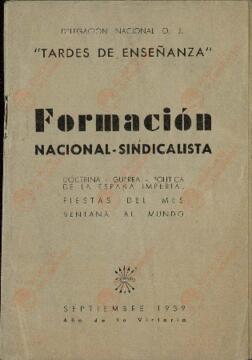 DELEGACION NACIONAL O. J.
"TARDES DE ENSEÑANZA"
Formación
NACIONAL-SINDICALISTA
DOCTRINA - GUERRA - POLITICA
DE LA ESPAÑA IMPERIAL
FIESTAS DEL MES
VENTANA AL MUNDO
SEPTIEMBRE 1939
Año de la Victoria